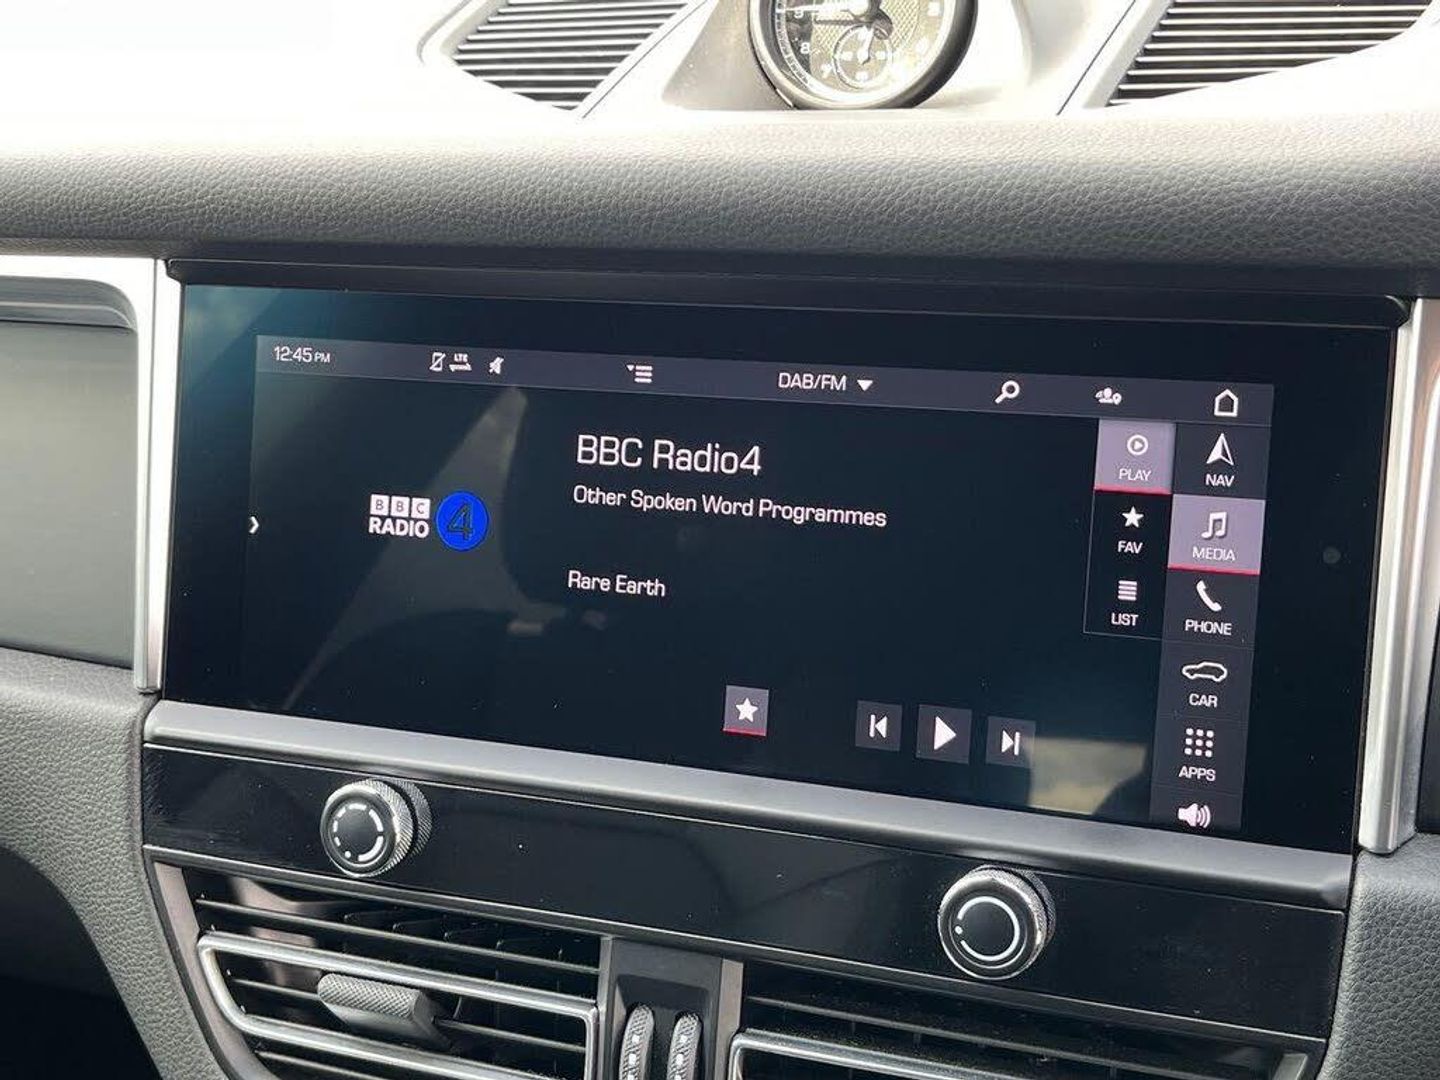 12:45 PM
LTE
DAB/FM
BBC Radio4
Other Spoken Word Programmes
BBC
RADIO 4
Rare Earth
PLAY
FAV
LIST
NAV
MEDIA
PHONE
CAR
APPS